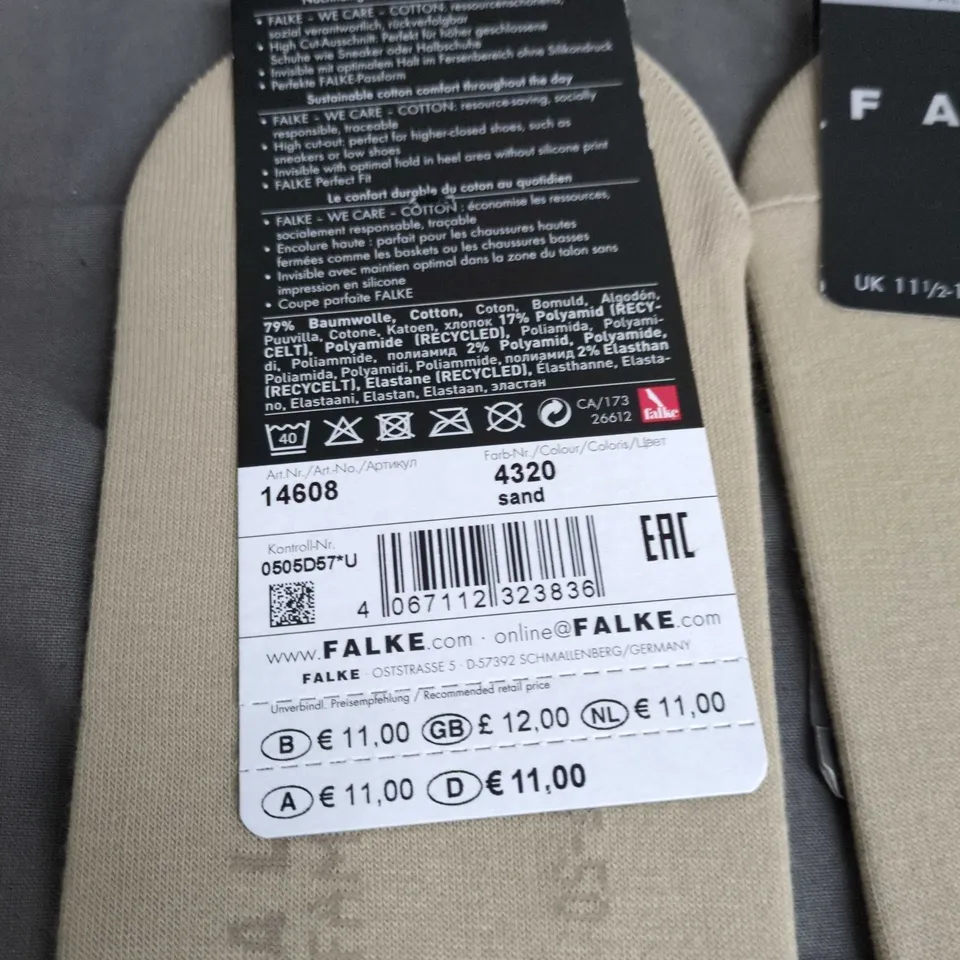 • FALKE - WE CARE - COTTON: ressourcenschonend,
sozial verantwortlich, rückverfolgbar
• High Cut-Ausschnitt: Perfekt für höher geschlossene
Schuhe wie Sneaker oder Halbschuhe
• Invisible mit optimalem Halt im Fersenbereich ohne Silikondruck
• Perfekte FALKE-Passform
Sustainable cotton comfort throughout the day
• FALKE - WE CARE - COTTON: resource-saving, socially
responsible, traceable
• High cut-out: perfect for higher-closed shoes, such as
sneakers or low shoes
• Invisible with optimal hold in heel area without silicone print
• FALKE Perfect Fit
Le confort durable du coton au quotidien
• FALKE - WE CARE - COTTON : économise les ressources,
socialement responsable, traçable
• Encolure haute : parfait pour les chaussures hautes
fermées comme les baskets ou les chaussures basses
• Invisible avec maintien optimal dans la zone du talon sans
impression en silicone
• Coupe parfaite FALKE
79% Baumwolle, Cotton, Coton, Bomuld, Algodón,
Puuvilla, Cotone, Katoen, хлопок 17% Polyamid (RECY-
CELT), Polyamide (RECYCLED), Poliamida, Polyami-
di, Poliammide, полиамид 2% Polyamid, Polyamide,
Poliamida, Polyamidi, Poliammide, полиамид 2% Elasthan
(RECYCELT), Elastane (RECYCLED), Élasthanne, Elasta-
no, Elastaani, Elastan, Elastaan, эластан
40
CA/173
26612
falke
Art.Nr./Art.-No./Артикул
Farb-Nr./Colour/Coloris/Цвет
14608
4320
sand
Kontroll-Nr.
0505D57*U
EAC
4 067112 323836
www.FALKE.com · online@FALKE.com
FALKE · OSTSTRASSE 5 · D-57392 SCHMALLENBERG/GERMANY
Unverbindl. Preisempfehlung / Recommended retail price
B € 11,00 GB £ 12,00 NL € 11,00
A € 11,00 D € 11,00
F A
UK 11½-1